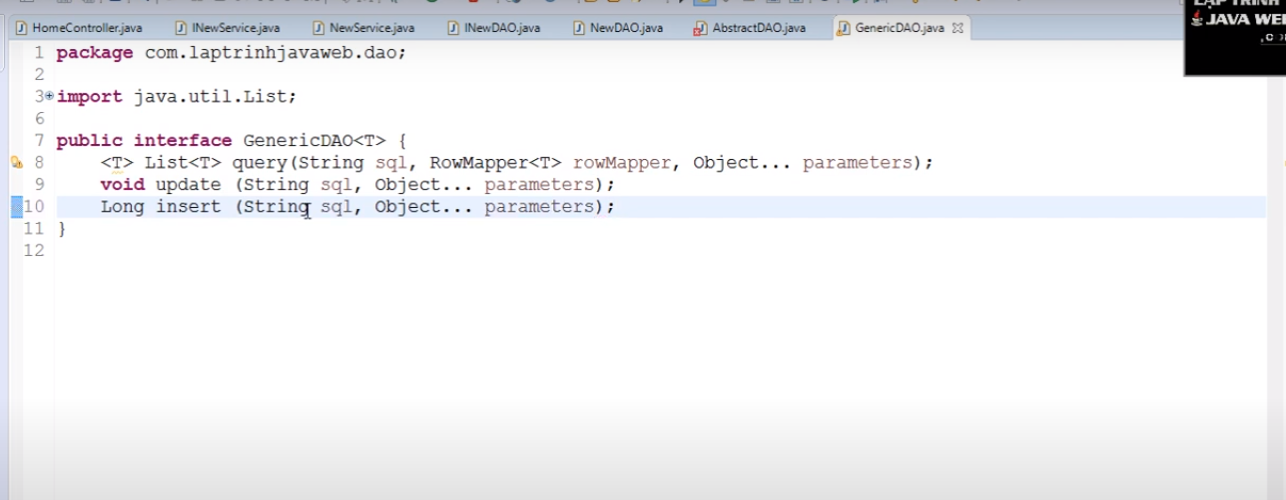 LẬP TRÌNH
JAVA WEB
HomeController.java INewService.java NewService.java INewDAO.java NewDAO.java AbstractDAO.java GenericDAO.java
1 package com.laptrinhjavaweb.dao;
2
3 import java.util.List;
6
7 public interface GenericDAO<T> {
8 <T> List<T> query(String sql, RowMapper<T> rowMapper, Object... parameters);
9 void update (String sql, Object... parameters);
10 Long insert (String sql, Object... parameters);
11 }
12